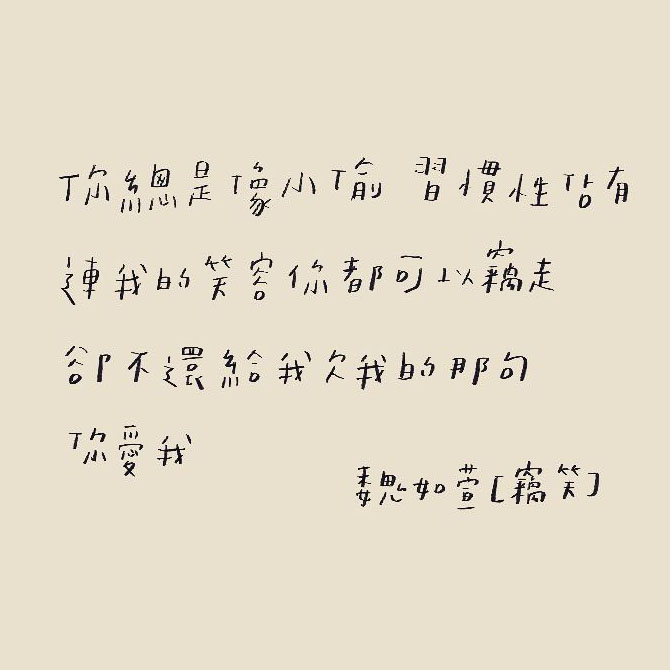 你總是像小偷 習慣性佔有
連我的笑容你都可以竊走
卻不還給我欠我的那句
你愛我
魏如萱[竊笑]